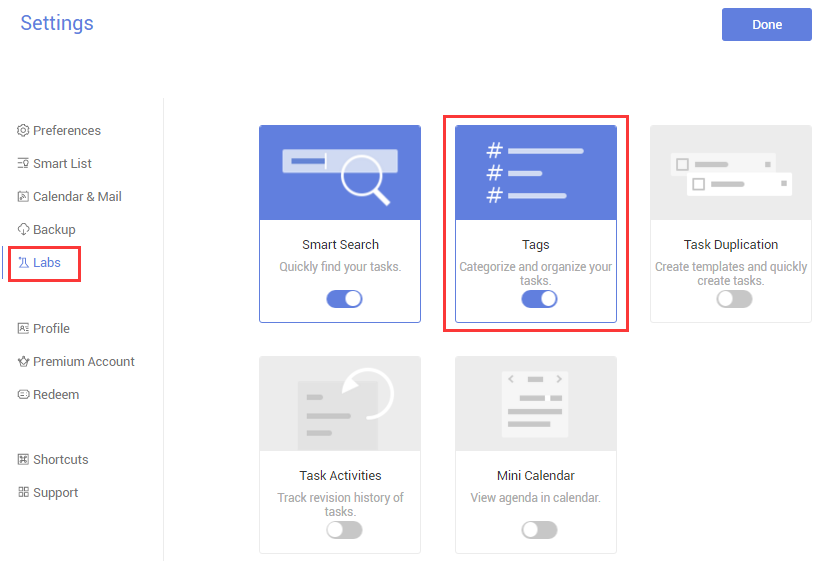 Settings
Done
Preferences
Smart List
Calendar & Mail
Backup
Labs
Profile
Premium Account
Redeem
Shortcuts
Support
Smart Search
Quickly find your tasks.
#
#
#
Tags
Categorize and organize your
tasks.
Task Duplication
Create templates and quickly
create tasks.
Task Activities
Track revision history of
tasks.
Mini Calendar
View agenda in calendar.